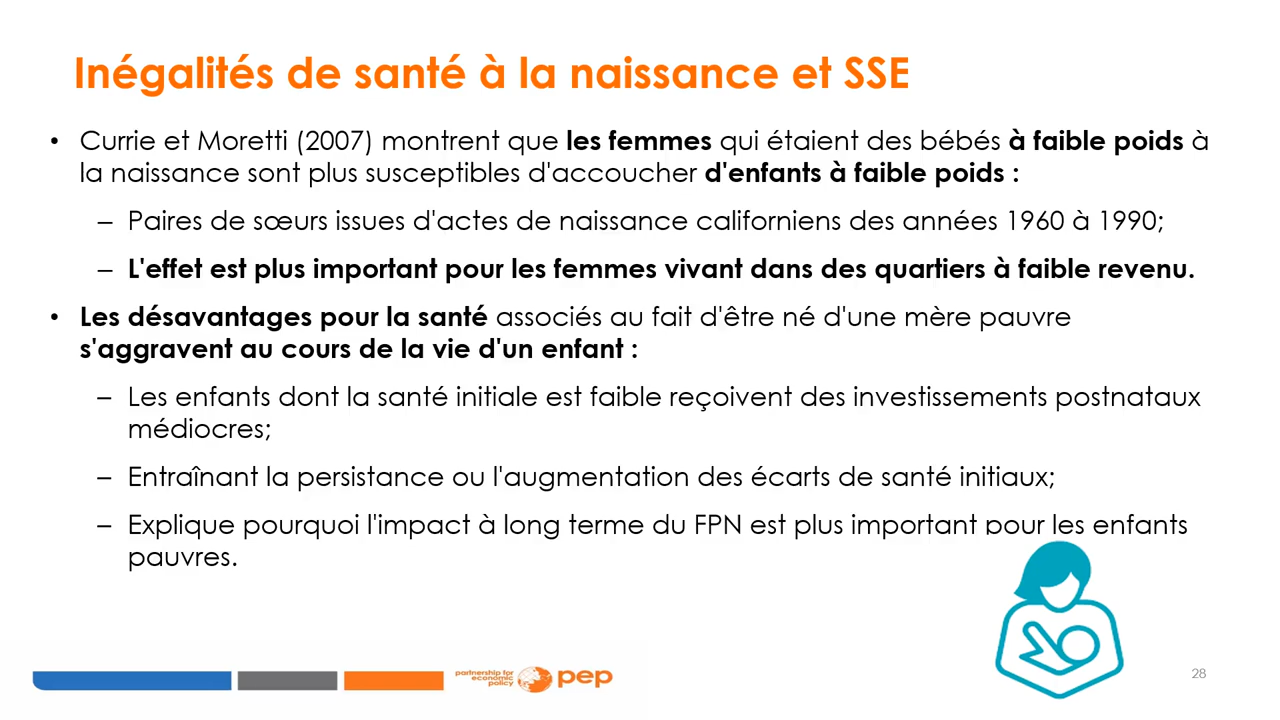 Inégalités de santé à la naissance et SSE
• Currie et Moretti (2007) montrent que les femmes qui étaient des bébés à faible poids à
la naissance sont plus susceptibles d'accoucher d'enfants à faible poids :
– Paires de sœurs issues d'actes de naissance californiens des années 1960 à 1990;
– L'effet est plus important pour les femmes vivant dans des quartiers à faible revenu.
• Les désavantages pour la santé associés au fait d'être né d'une mère pauvre
s'aggravent au cours de la vie d'un enfant :
– Les enfants dont la santé initiale est faible reçoivent des investissements postnataux
médiocres;
– Entraînant la persistance ou l'augmentation des écarts de santé initiaux;
– Explique pourquoi l'impact à long terme du FPN est plus important pour les enfants
pauvres.
partnership for
economic
policy
pep
28